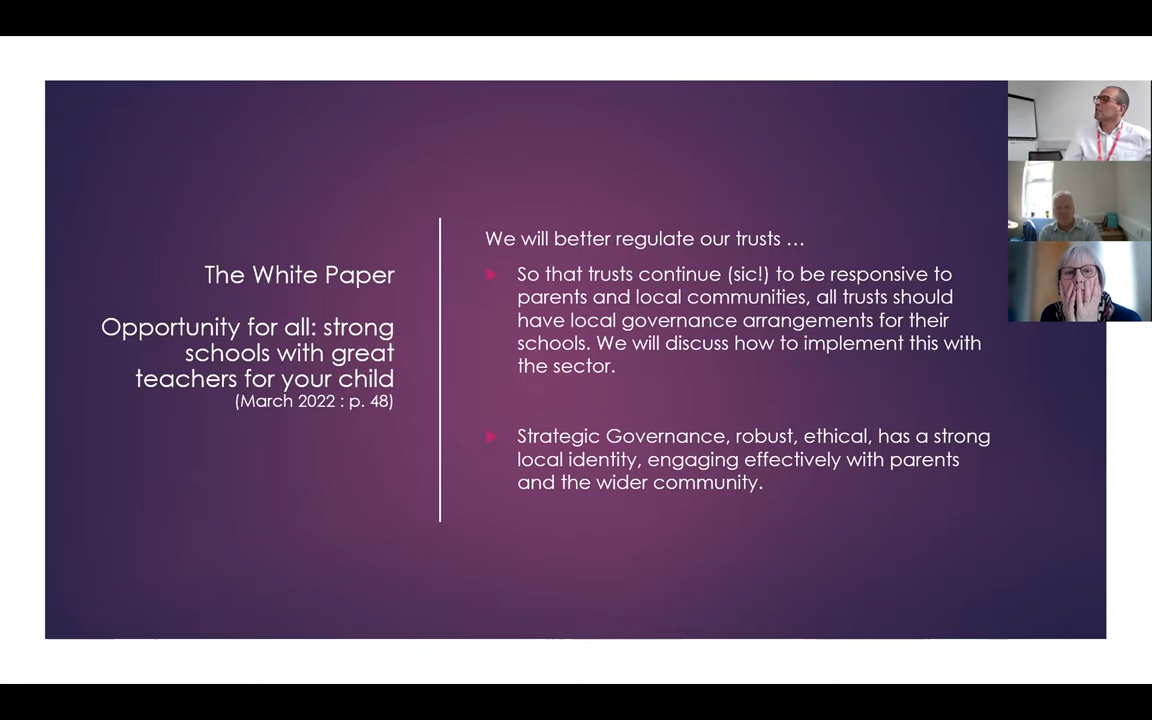 The White Paper
Opportunity for all: strong
schools with great
teachers for your child
(March 2022 : p. 48)
We will better regulate our trusts …
So that trusts continue (sic!) to be responsive to
parents and local communities, all trusts should
have local governance arrangements for their
schools. We will discuss how to implement this with
the sector.
Strategic Governance, robust, ethical, has a strong
local identity, engaging effectively with parents
and the wider community.